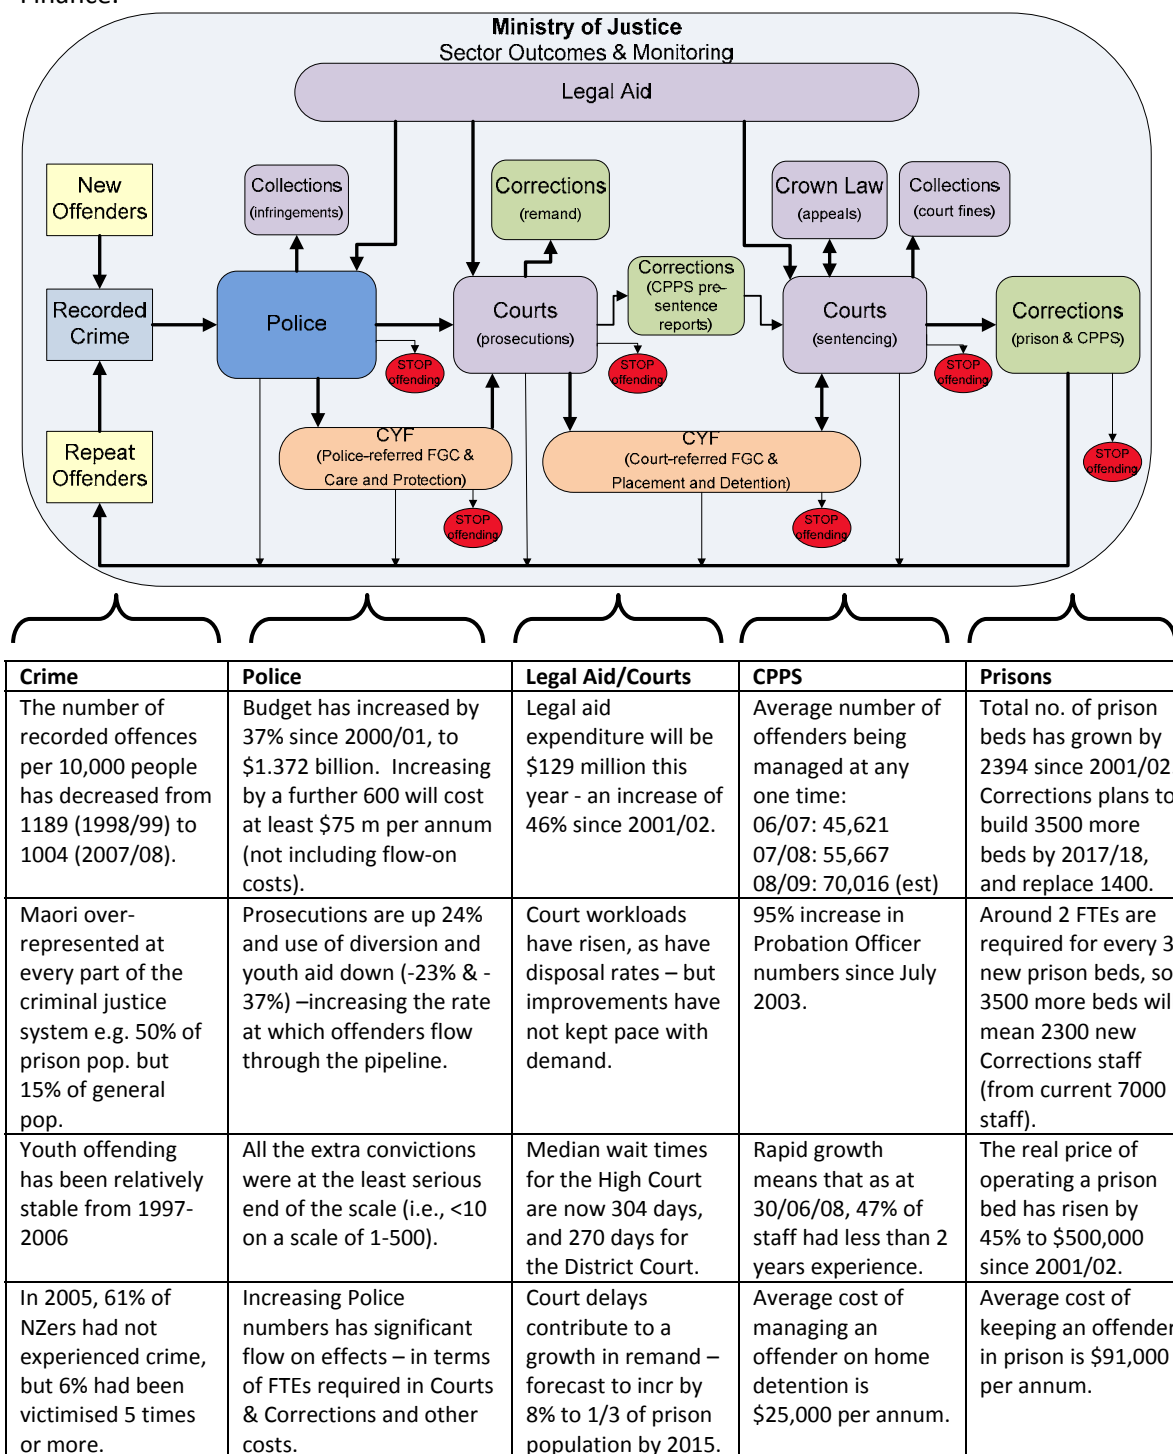 Finance.
Ministry of Justice
Sector Outcomes & Monitoring
Legal Aid
New
Offenders
Collections
(infringements)
Corrections
(remand)
Crown Law
(appeals)
Collections
(court fines)
Recorded
Crime
Police
Courts
(prosecutions)
Corrections
(CPPS pre-
sentence
reports)
Courts
(sentencing)
Corrections
(prison & CPPS)
STOP
offending
STOP
offending
STOP
offending
Repeat
Offenders
CYF
(Police-referred FGC &
Care and Protection)
CYF
(Court-referred FGC &
Placement and Detention)
STOP
offending
STOP
offending
STOP
offending
Crime
Police
Legal Aid/Courts
CPPS
Prisons
The number of
recorded offences
per 10,000 people
has decreased from
1189 (1998/99) to
1004 (2007/08).
Budget has increased by
37% since 2000/01, to
$1.372 billion.  Increasing
by a further 600 will cost
at least $75 m per annum
(not including flow-on
costs).
Legal aid
expenditure will be
$129 million this
year - an increase of
46% since 2001/02.
Average number of
offenders being
managed at any
one time:
06/07: 45,621
07/08: 55,667
08/09: 70,016 (est)
Total no. of prison
beds has grown by
2394 since 2001/02
Corrections plans to
build 3500 more
beds by 2017/18,
and replace 1400.
Maori over-
represented at
every part of the
criminal justice
system e.g. 50% of
prison pop. but
15% of general
pop.
Prosecutions are up 24%
and use of diversion and
youth aid down (-23% & -
37%) –increasing the rate
at which offenders flow
through the pipeline.
Court workloads
have risen, as have
disposal rates – but
improvements have
not kept pace with
demand.
95% increase in
Probation Officer
numbers since July
2003.
Around 2 FTEs are
required for every 3
new prison beds, so
3500 more beds wil
mean 2300 new
Corrections staff
(from current 7000
staff).
Youth offending
has been relatively
stable from 1997-
2006
All the extra convictions
were at the least serious
end of the scale (i.e., <10
on a scale of 1-500).
Median wait times
for the High Court
are now 304 days,
and 270 days for
the District Court.
Rapid growth
means that as at
30/06/08, 47% of
staff had less than 2
years experience.
The real price of
operating a prison
bed has risen by
45% to $500,000
since 2001/02.
In 2005, 61% of
NZers had not
experienced crime,
but 6% had been
victimised 5 times
or more.
Increasing Police
numbers has significant
flow on effects – in terms
of FTEs required in Courts
& Corrections and other
costs.
Court delays
contribute to a
growth in remand –
forecast to incr by
8% to 1/3 of prison
population by 2015.
Average cost of
managing an
offender on home
detention is
$25,000 per annum.
Average cost of
keeping an offender
in prison is $91,000
per annum.